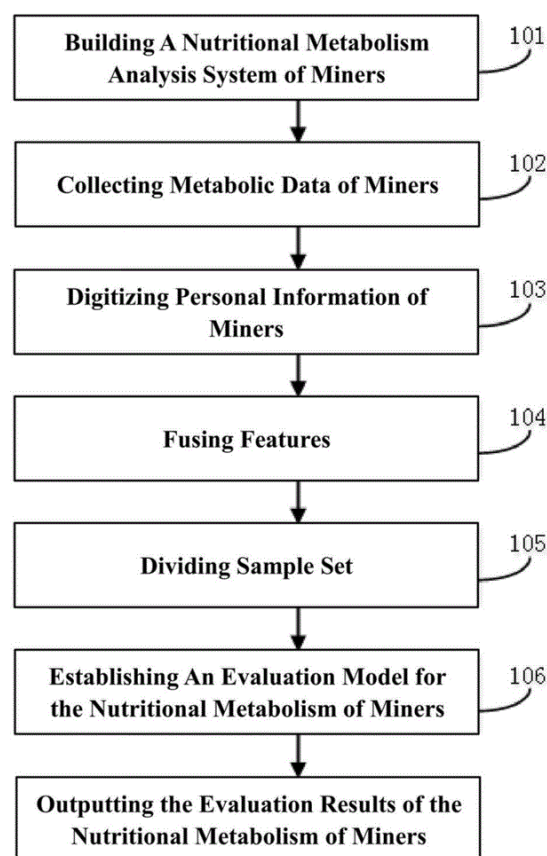 Building A Nutritional Metabolism
Analysis System of Miners
101
Collecting Metabolic Data of Miners
102
Digitizing Personal Information of
Miners
103
Fusing Features
104
Dividing Sample Set
105
Establishing An Evaluation Model for
the Nutritional Metabolism of Miners
106
Outputting the Evaluation Results of the
Nutritional Metabolism of Miners